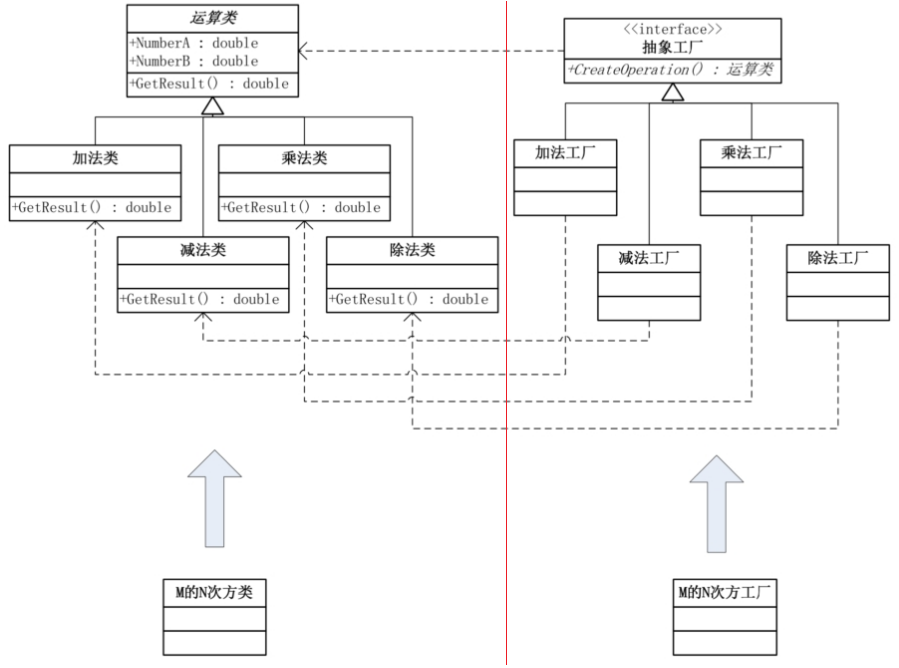 运算类
+NumberA : double
+NumberB : double
+GetResult() : double
<<interface>>
抽象工厂
+CreateOperation() : 运算类
加法类
+GetResult() : double
乘法类
+GetResult() : double
加法工厂
乘法工厂
减法类
+GetResult() : double
除法类
+GetResult() : double
减法工厂
除法工厂
M的N次方类
M的N次方工厂